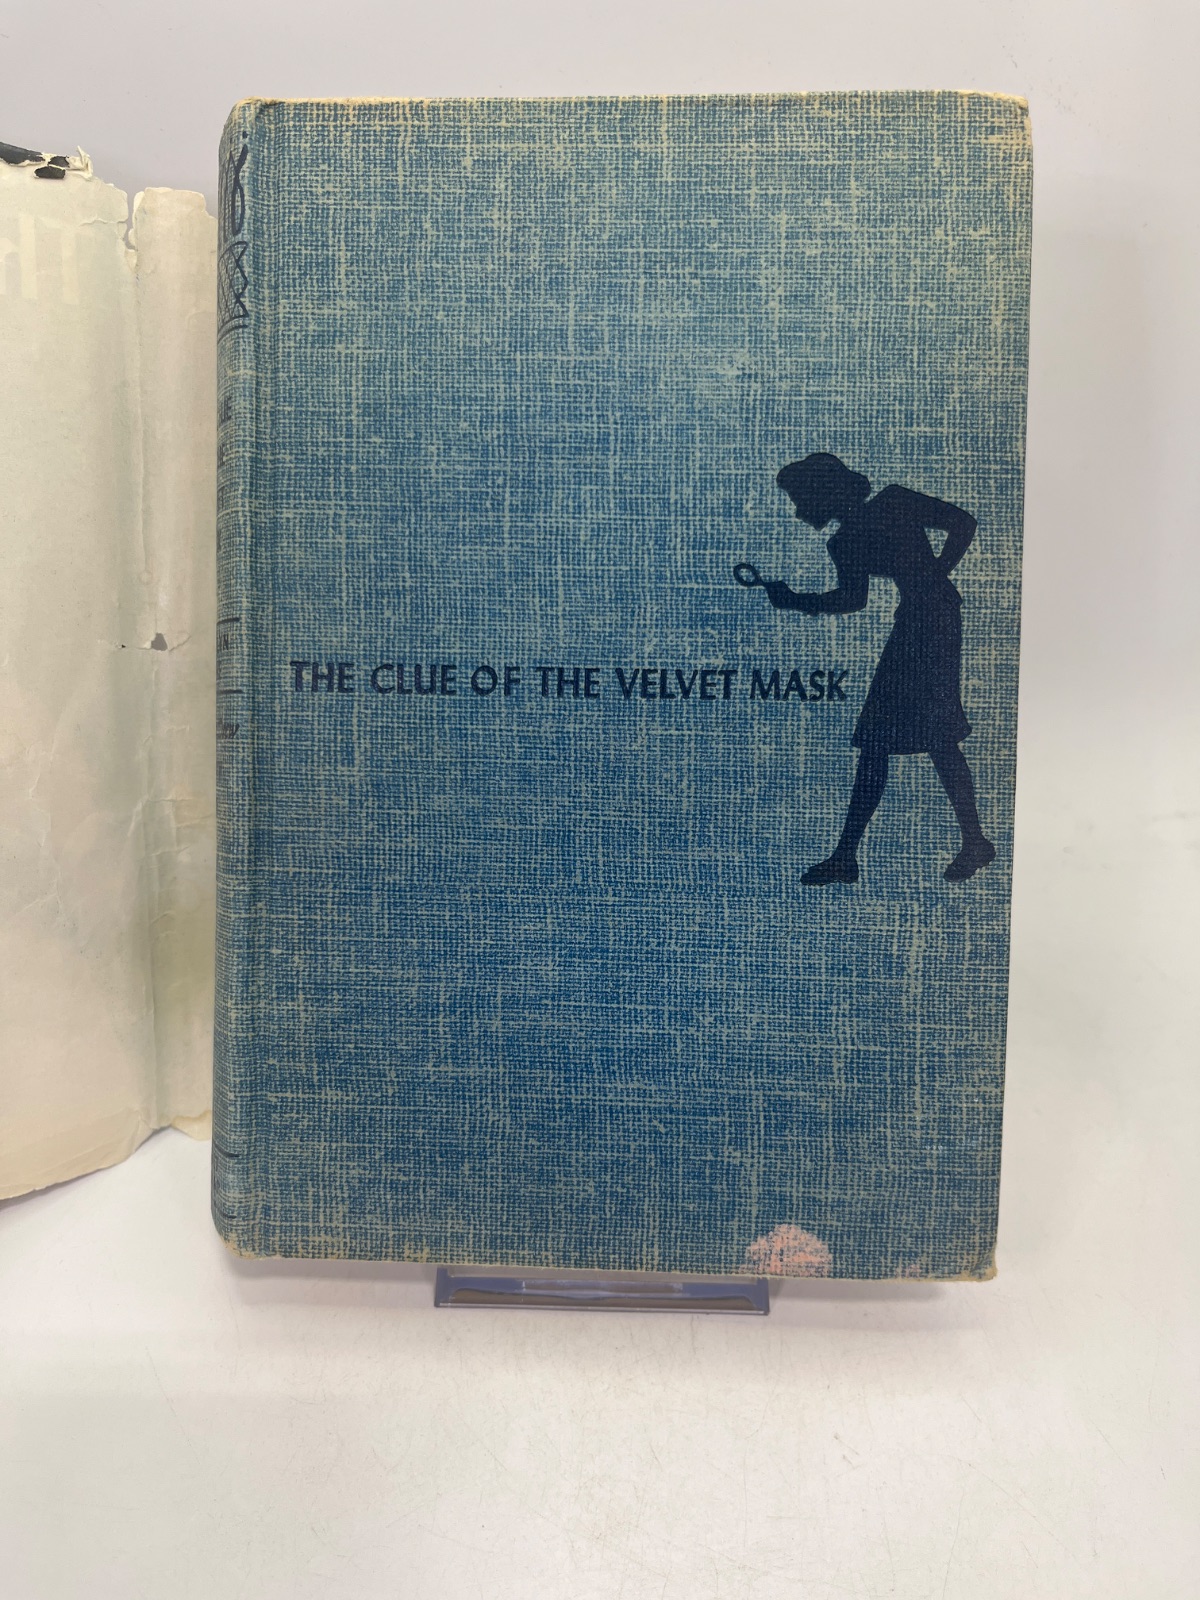 THE CLUE OF THE VELVET MASK